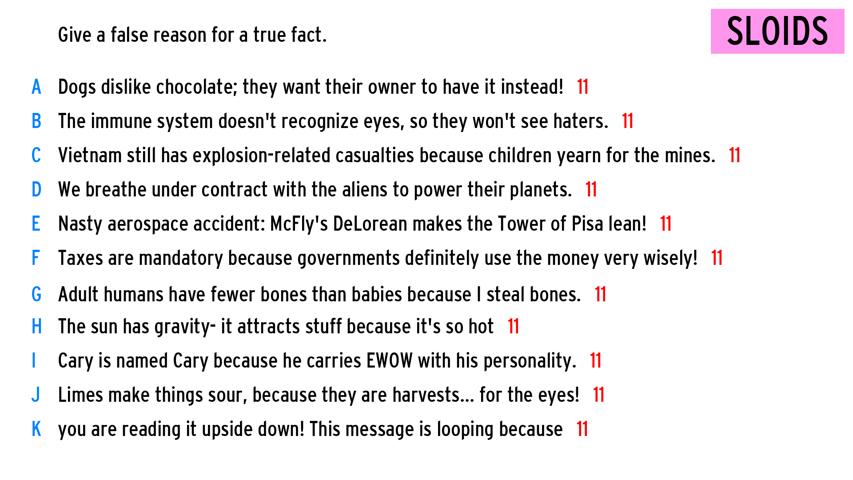 Give a false reason for a true fact.
SLOIDS
A Dogs dislike chocolate; they want their owner to have it instead! 11
B The immune system doesn't recognize eyes, so they won't see haters. 11
C Vietnam still has explosion-related casualties because children yearn for the mines. 11
D We breathe under contract with the aliens to power their planets. 11
E Nasty aerospace accident: McFly's DeLorean makes the Tower of Pisa lean! 11
F Taxes are mandatory because governments definitely use the money very wisely! 11
G Adult humans have fewer bones than babies because I steal bones. 11
H The sun has gravity- it attracts stuff because it's so hot 11
I Cary is named Cary because he carries EWOW with his personality. 11
J Limes make things sour, because they are harvests... for the eyes! 11
K you are reading it upside down! This message is looping because 11